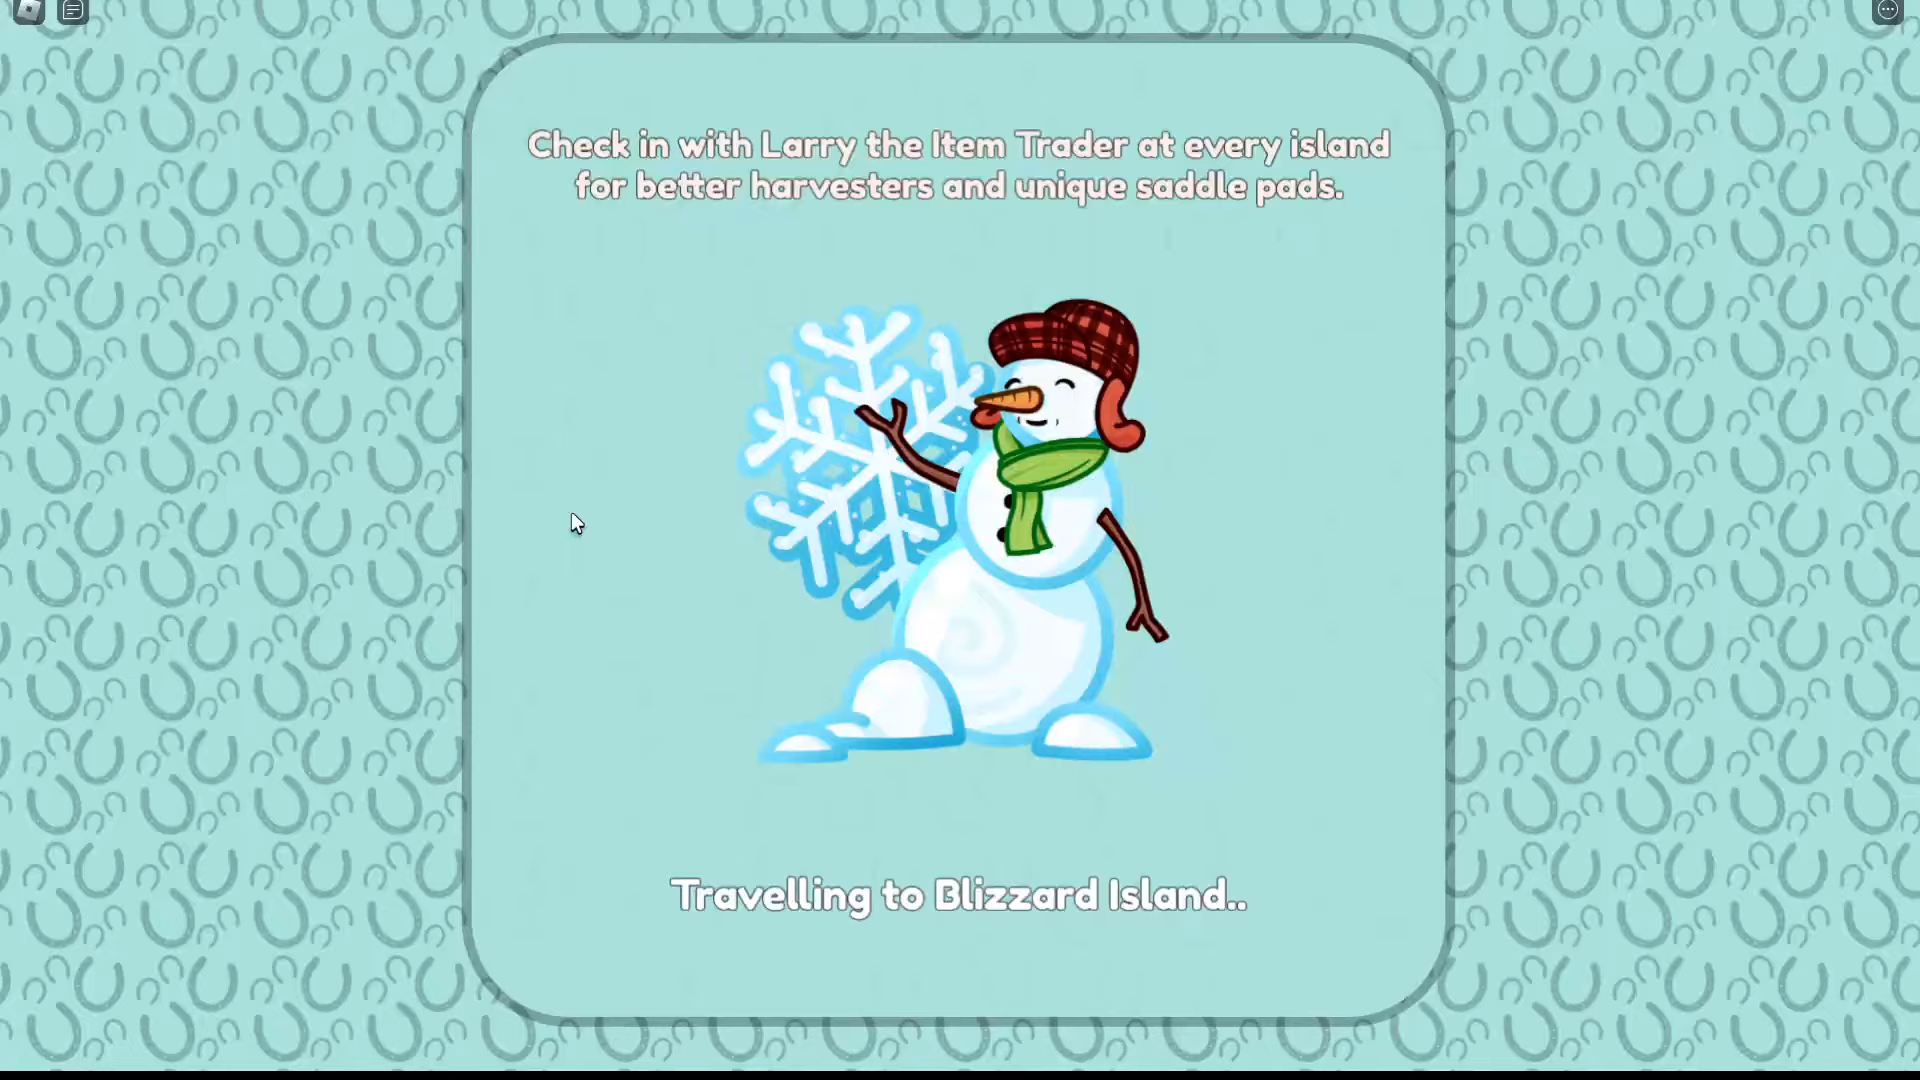 Check in with Larry the Item Trader at every island
for better harvesters and unique saddle pads.
Travelling to Blizzard Island..